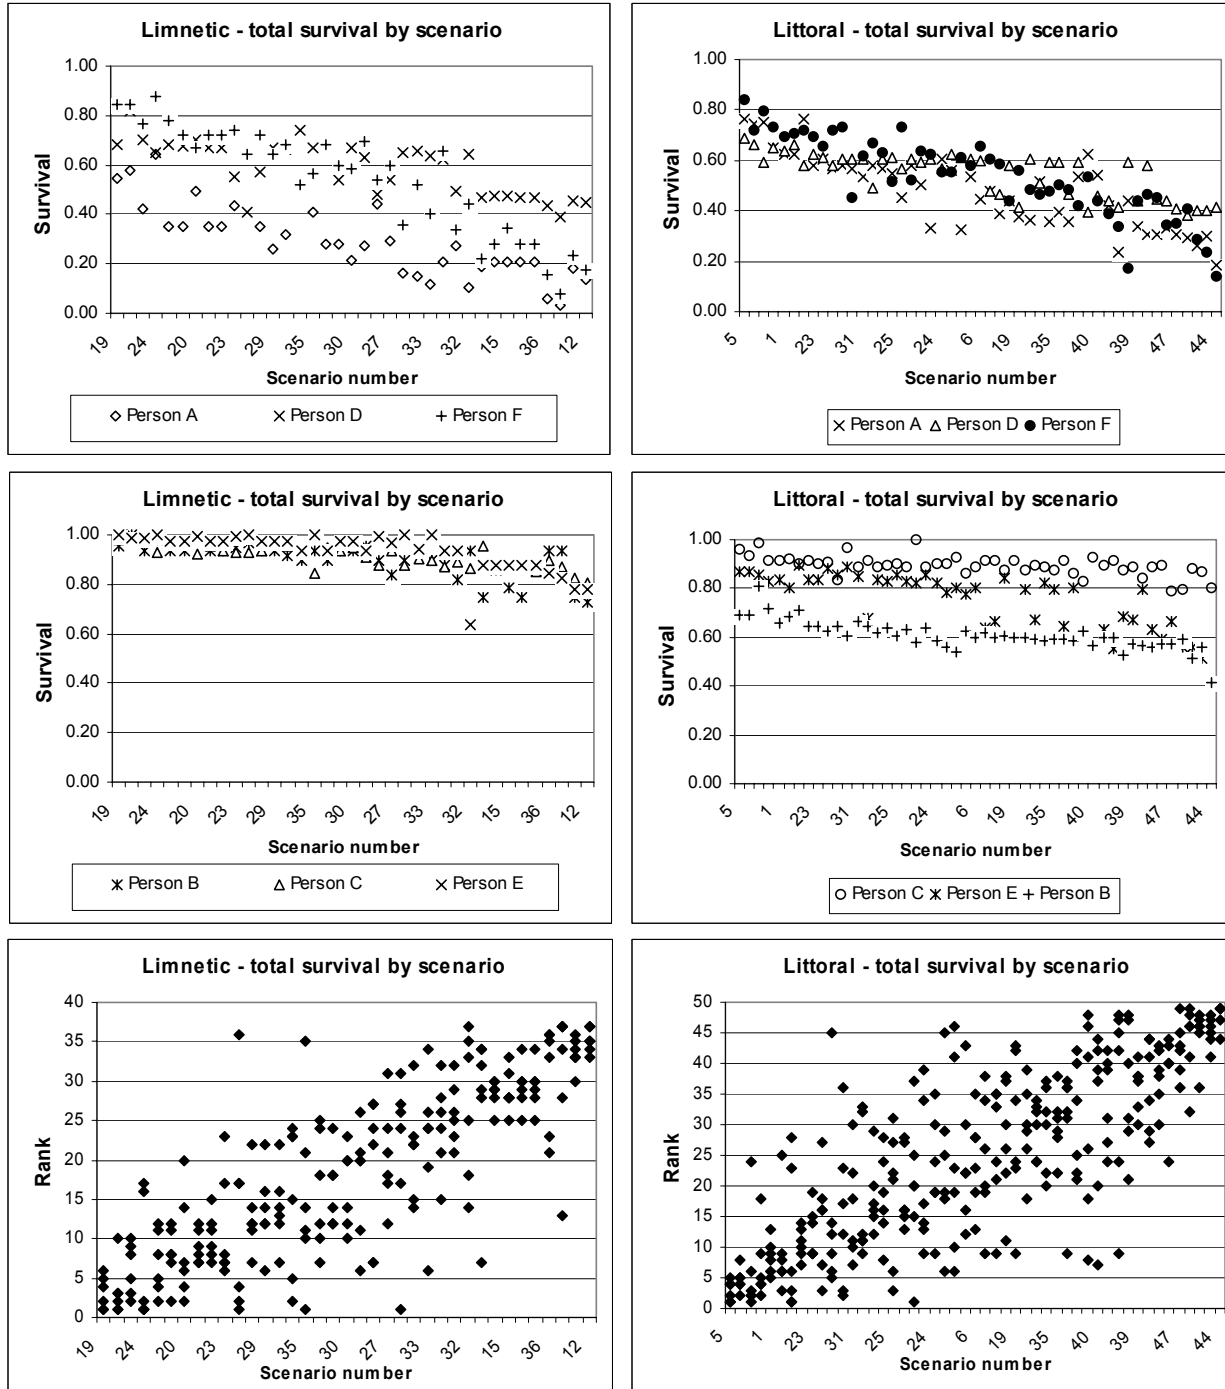 Limnetic - total survival by scenario
1.00
0.80
0.60
0.40
0.20
0.00
Survival
19 24 20 23 29 35 30 27 33 32 15 36 12
Scenario number
Person A Person D Person F
Littoral - total survival by scenario
1.00
0.80
0.60
0.40
0.20
0.00
Survival
5 1 23 31 25 24 6 19 35 40 39 47 44
Scenario number
Person A Person D Person F
Limnetic - total survival by scenario
1.00
0.80
0.60
0.40
0.20
0.00
Survival
19 24 20 23 29 35 30 27 33 32 15 36 12
Scenario number
Person B Person C Person E
Littoral - total survival by scenario
1.00
0.80
0.60
0.40
0.20
0.00
Survival
5 1 23 31 25 24 6 19 35 40 39 47 44
Scenario number
Person C Person E Person B
Limnetic - total survival by scenario
40
35
30
25
20
15
10
5
0
Rank
19 24 20 23 29 35 30 27 33 32 15 36 12
Scenario number
Littoral - total survival by scenario
50
45
40
35
30
25
20
15
10
5
0
Rank
5 1 23 31 25 24 6 19 35 40 39 47 44
Scenario number